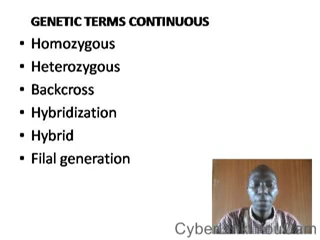 GENETIC TERMS CONTINUOUS
• Homozygous
• Heterozygous
• Backcross
• Hybridization
• Hybrid
• Filal generation